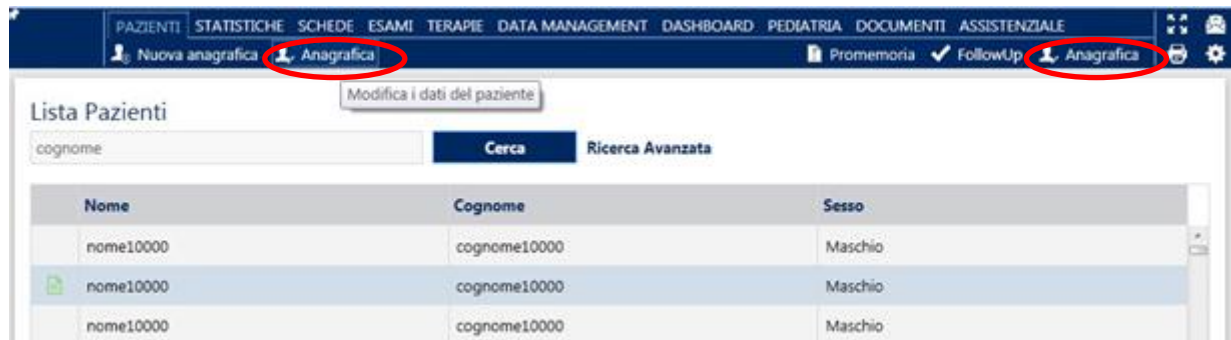 PAZIENTI STATISTICHE SCHEDE ESAMI TERAPIE DATA MANAGEMENT DASHBOARD PEDIATRIA DOCUMENTI ASSISTENZIALE
Nuova anagrafica Anagrafica Promemoria FollowUp Anagrafica
Modifica i dati del paziente
Lista Pazienti
cognome Cerca Ricerca Avanzata
Nome Cognome Sesso
nome10000 cognome10000 Maschio
nome10000 cognome10000 Maschio
nome10000 cognome10000 Maschio